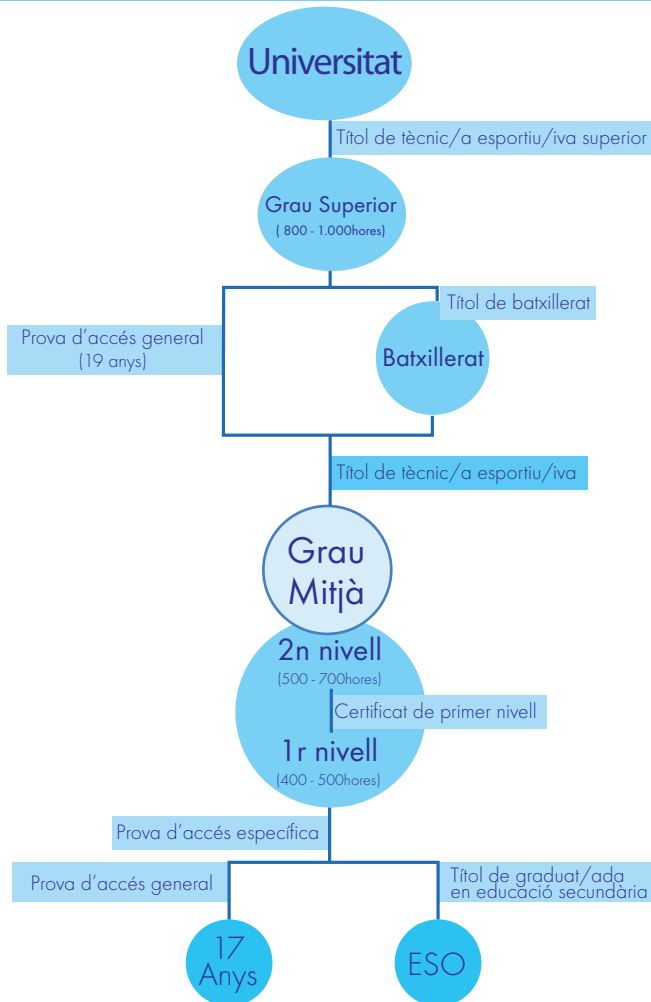 Universitat
Títol de tècnic/a esportiu/iva superior
Grau Superior
( 800 - 1.000hores)
Títol de batxillerat
Prova d'accés general
(19 anys)
Batxillerat
Títol de tècnic/a esportiu/iva
Grau
Mitjà
2n nivell
(500 - 700hores)
Certificat de primer nivell
1r nivell
(400 - 500hores)
Prova d'accés específica
Prova d'accés general
Títol de graduat/ada
en educació secundària
17
Anys
ESO